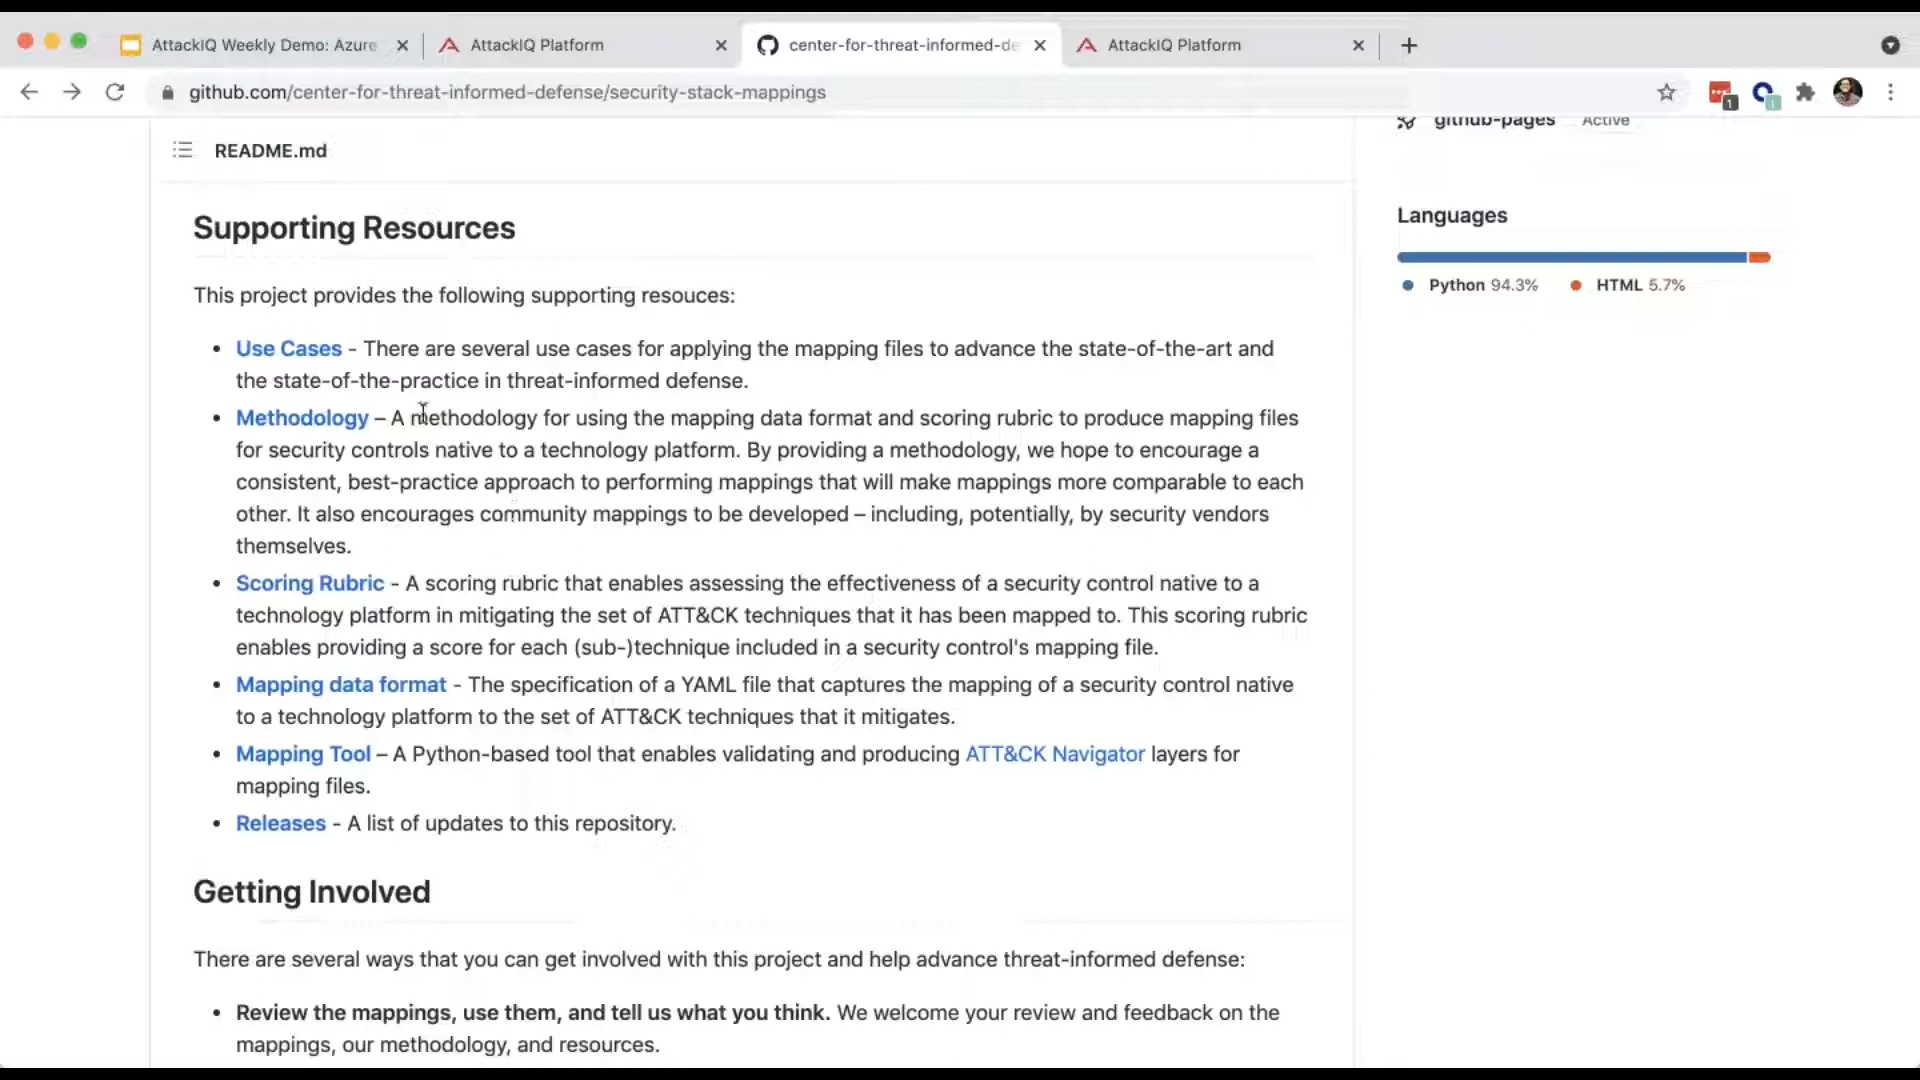 AttackIQ Weekly Demo: Azure
AttackIQ Platform
center-for-threat-informed-de
AttackIQ Platform
github.com/center-for-threat-informed-defense/security-stack-mappings
1
github-pages Active
README.md
Languages
Python 94.3% HTML 5.7%
Supporting Resources
This project provides the following supporting resouces:
• Use Cases - There are several use cases for applying the mapping files to advance the state-of-the-art and
the state-of-the-practice in threat-informed defense.
• Methodology – A methodology for using the mapping data format and scoring rubric to produce mapping files
for security controls native to a technology platform. By providing a methodology, we hope to encourage a
consistent, best-practice approach to performing mappings that will make mappings more comparable to each
other. It also encourages community mappings to be developed – including, potentially, by security vendors
themselves.
• Scoring Rubric - A scoring rubric that enables assessing the effectiveness of a security control native to a
technology platform in mitigating the set of ATT&CK techniques that it has been mapped to. This scoring rubric
enables providing a score for each (sub-)technique included in a security control's mapping file.
• Mapping data format - The specification of a YAML file that captures the mapping of a security control native
to a technology platform to the set of ATT&CK techniques that it mitigates.
• Mapping Tool – A Python-based tool that enables validating and producing ATT&CK Navigator layers for
mapping files.
• Releases - A list of updates to this repository.
Getting Involved
There are several ways that you can get involved with this project and help advance threat-informed defense:
• Review the mappings, use them, and tell us what you think. We welcome your review and feedback on the
mappings, our methodology, and resources.